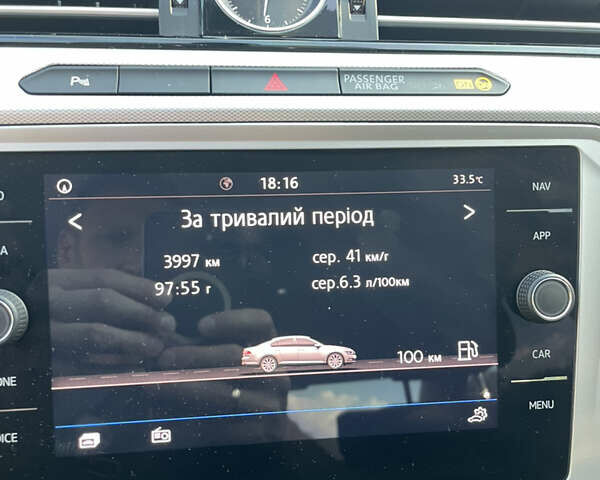 6
P
PASSENGER
AIR BAG
18:16
33.5°C
< За тривалий період >
3997 км
сер. 41 км/г
97:55 г
сер.6.3 л/100км
100 км
NAV
APP
CAR
MENU